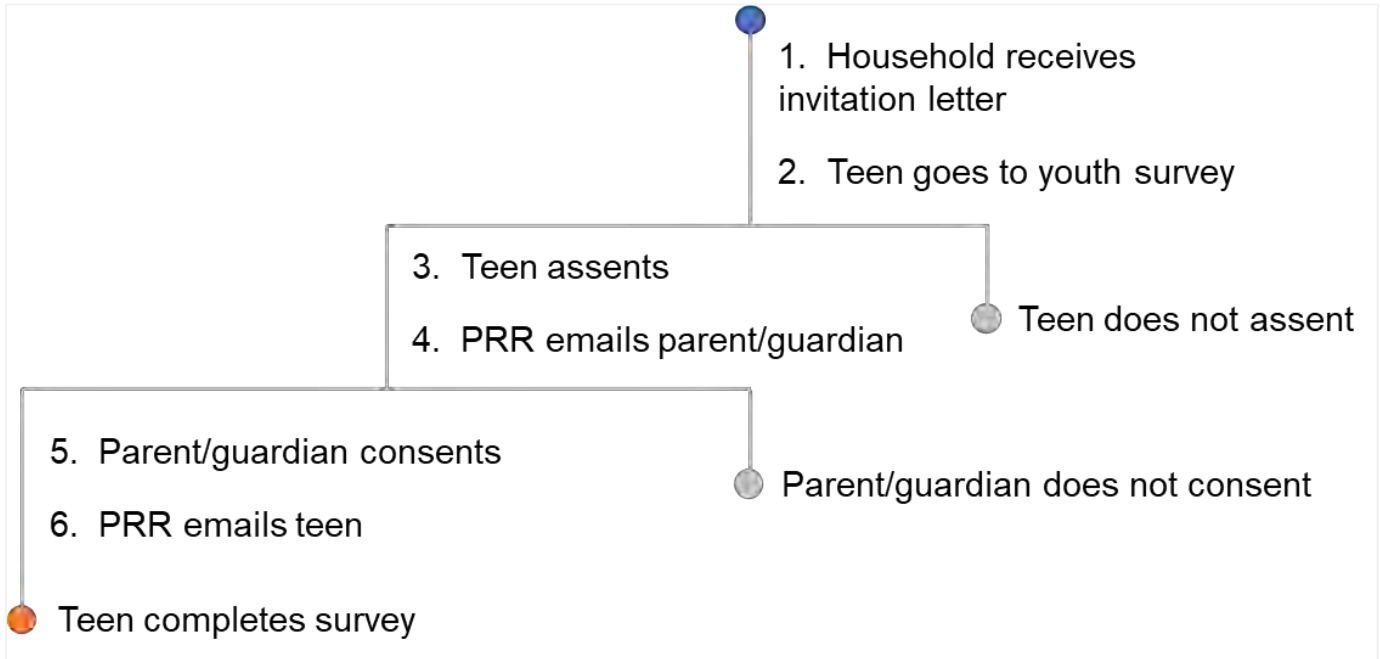 1. Household receives
invitation letter
2. Teen goes to youth survey
3. Teen assents
Teen does not assent
4. PRR emails parent/guardian
5. Parent/guardian consents
Parent/guardian does not consent
6. PRR emails teen
Teen completes survey